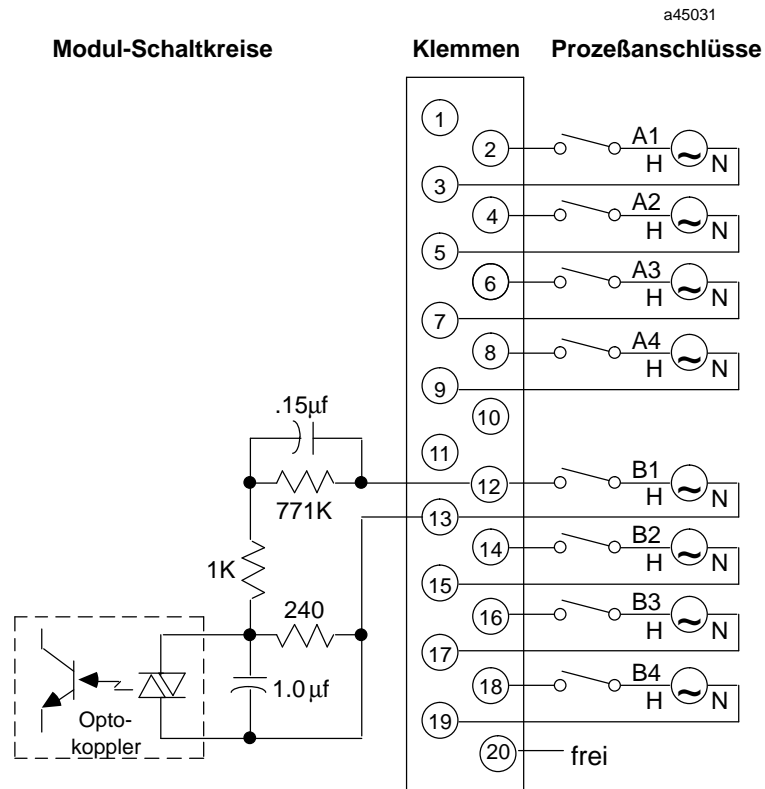 a45031
Modul-Schaltkreise Klemmen Prozeßanschlüsse
1
2 A1
H N
3
4 A2
H N
5
6 A3
H N
7
8 A4
H N
9
10
.15µf
11
12 B1
H N
771K
13
14 B2
H N
1K
15
240
16 B3
H N
17
18 B4
H N
1.0 µf
19
Opto-
koppler
20 frei